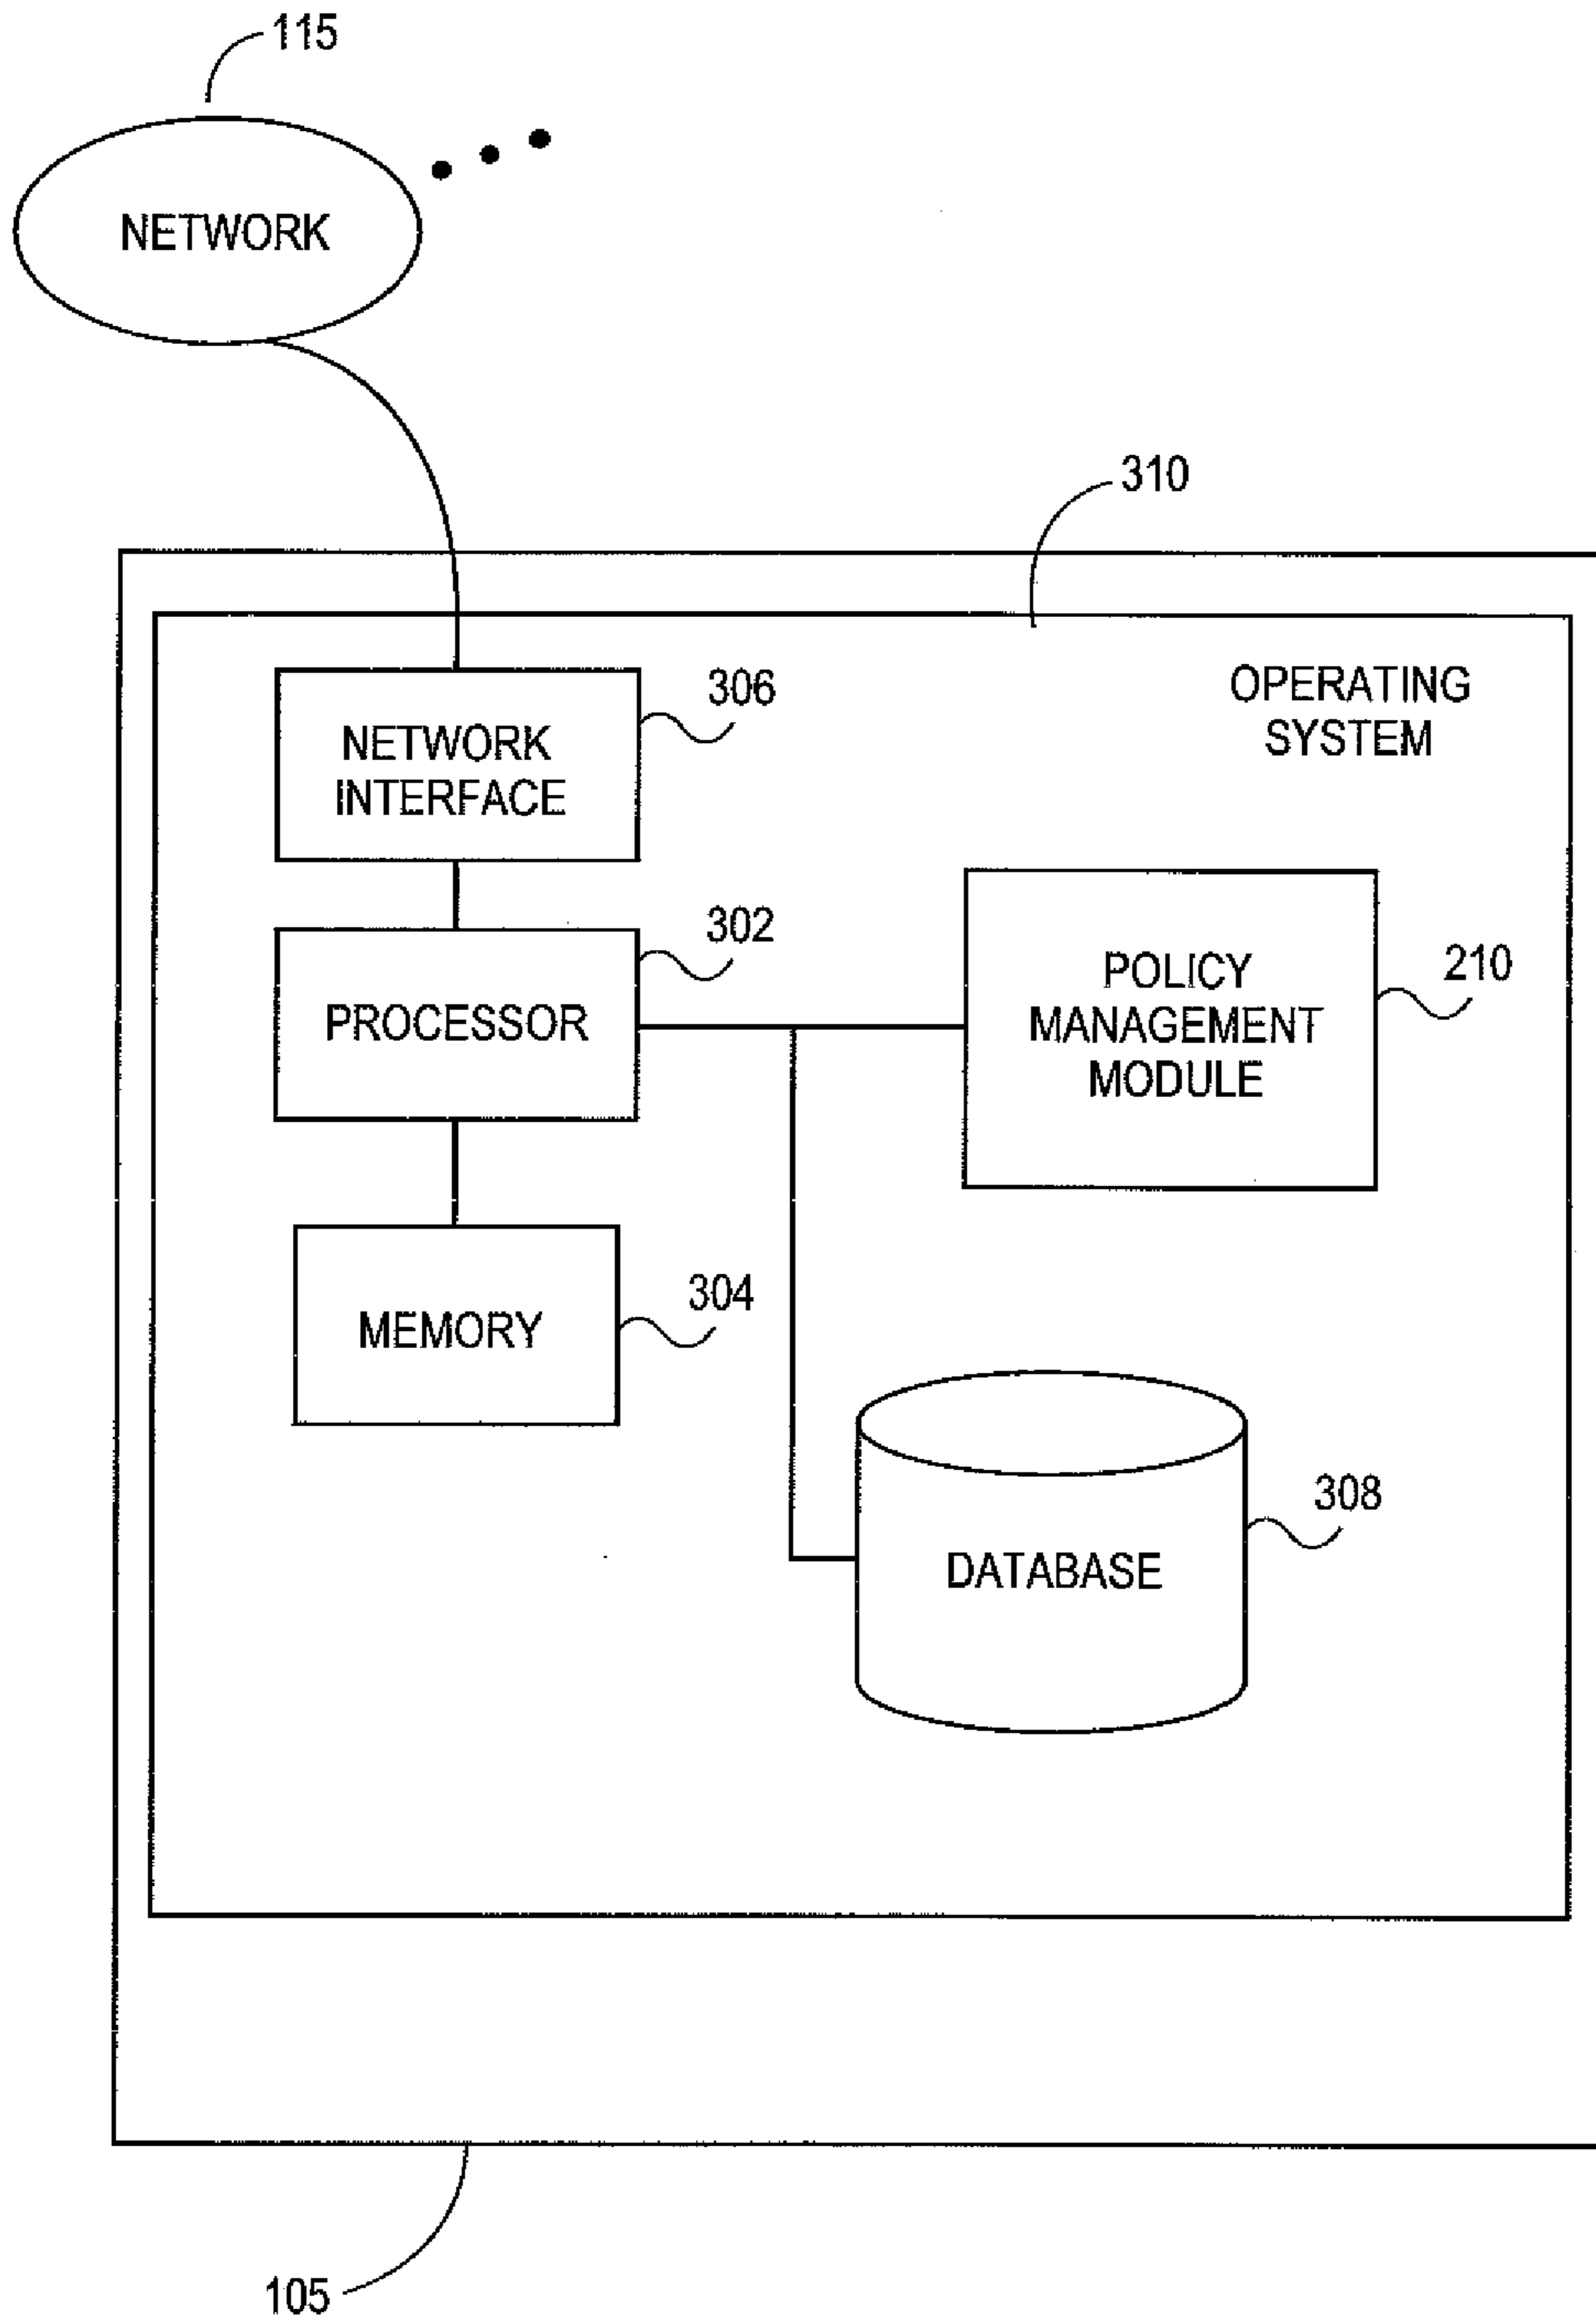 115
NETWORK
310
OPERATING
SYSTEM
306
NETWORK
INTERFACE
302
PROCESSOR
POLICY
MANAGEMENT
MODULE
210
304
MEMORY
308
DATABASE
105